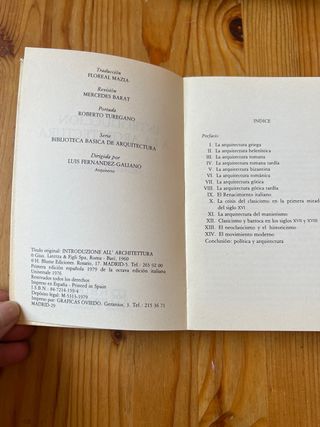 Traducción
FLOREAL MAZIA
Revisión
MERCEDES BARAT
Portada
ROBERTO TUREGANO
Serie
BIBLIOTECA BASICA DE ARQUITECTURA
Dirigida por
LUIS FERNANDEZ-GALIANO
Arquitecto
Título original: INTRODUZIONE ALL' ARCHITETTURA
© Gius. Laterza & Figli Spa, Roma - Bari, 1960
© H. Blume Ediciones. Rosario, 17. MADRID-5. Tel.: 265 92 00
Primera edición española 1979 de la octava edición italiana
Universale 1976
Reservados todos los derechos
Impreso en España - Printed in Spain
I.S.B.N.: 84-7214-159-4
Depósito legal: M-5313-1979
Impreso por: GRAFICAS OVIEDO. Geranios, 3. Tel.: 215 36 71
MADRID-29
INDICE
Prefacio
I La arquitectura griega
II La arquitectura helenística
III La arquitectura romana
IV La arquitectura romana tardía
V La arquitectura bizantina
VI La arquitectura románica
VII La arquitectura gótica
VIII La arquitectura gótica tardía
IX El Renacimiento italiano
X La crisis del clasicismo en la primera mitad
del siglo XVI
XI La arquitectura del manierismo
XII Clasicismo y barroco en los siglos XVII y XVIII
XIII El neoclasicismo y el historicismo
XIV El movimiento moderno
Conclusión: política y arquitectura